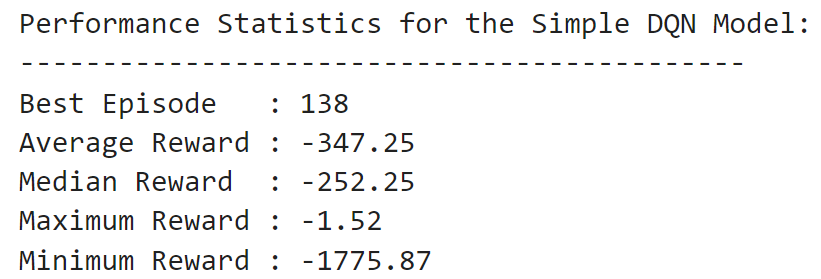 Performance Statistics for the Simple DQN Model:
---------------------------------------------
Best Episode   : 138
Average Reward : -347.25
Median Reward  : -252.25
Maximum Reward : -1.52
Minimum Reward : -1775.87